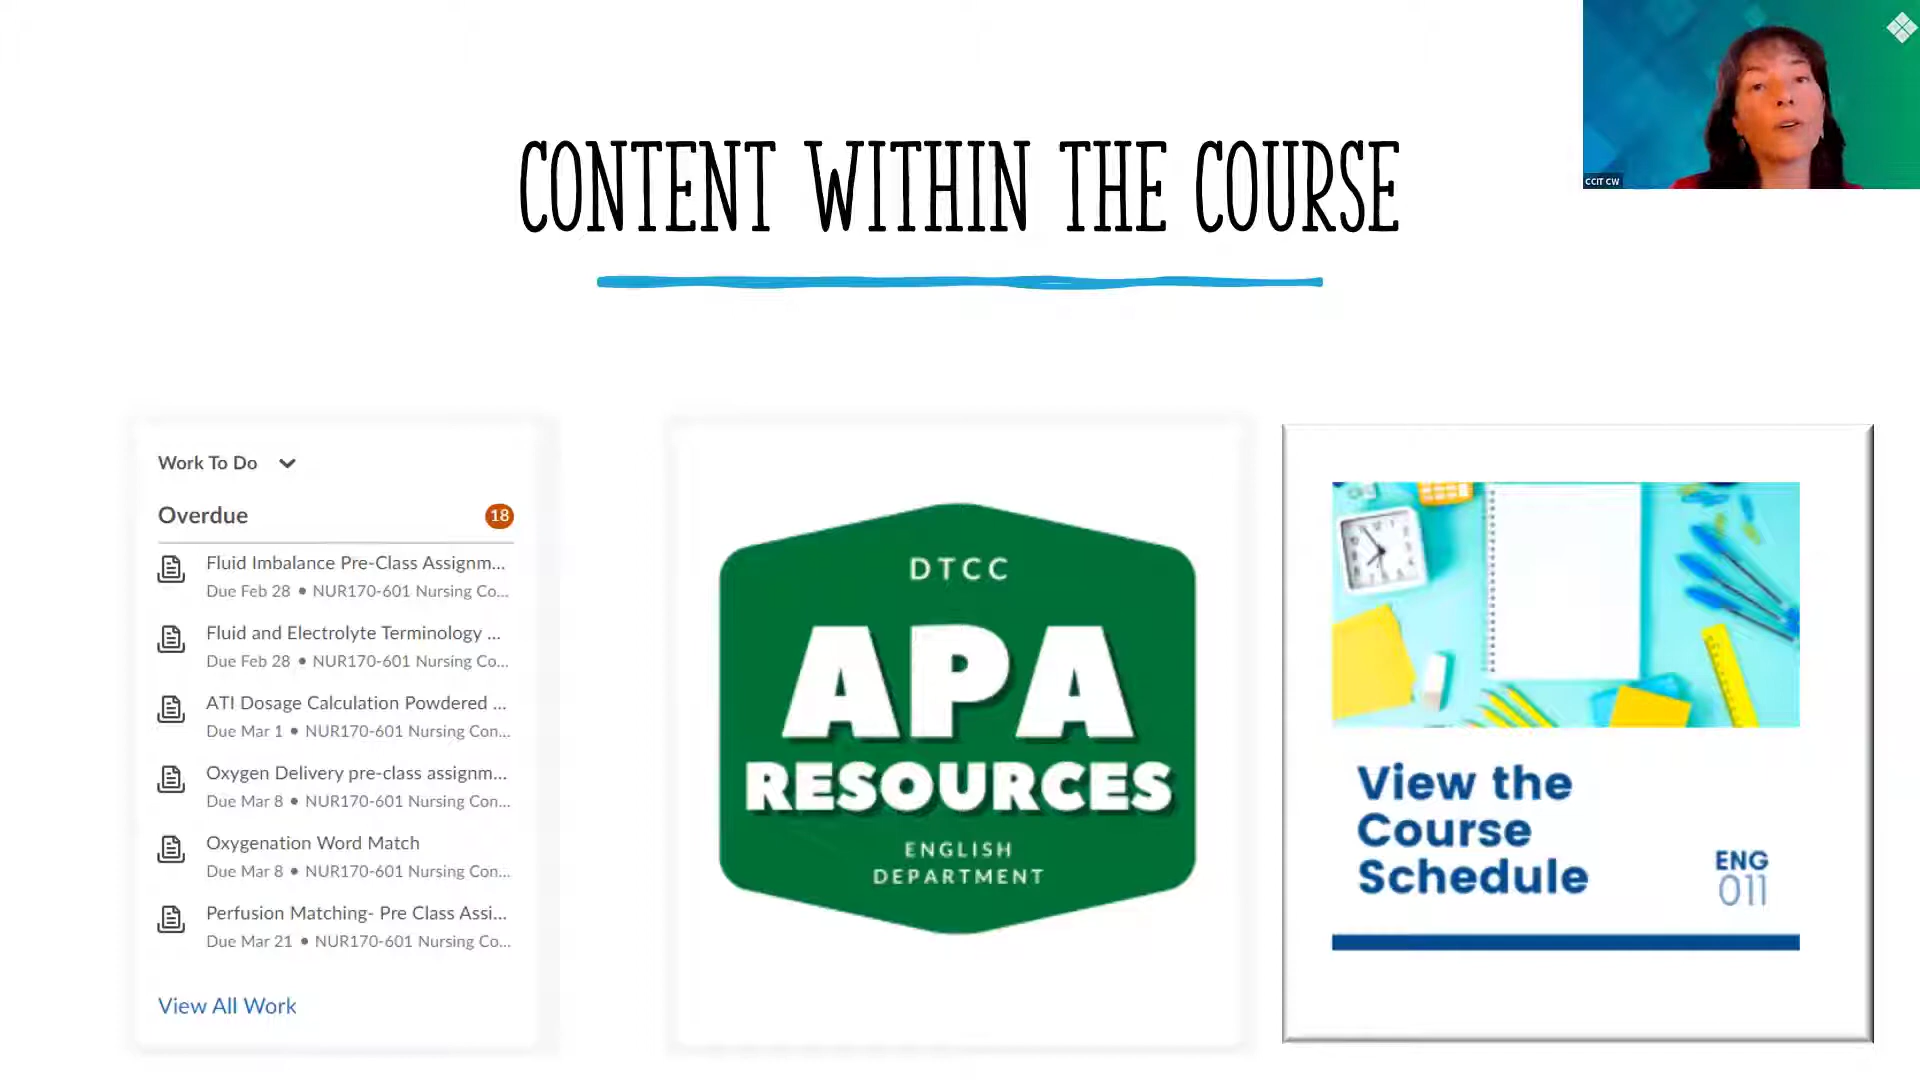 CONTENT WITHIN THE COURSE
CCIT CW
Work To Do
Overdue
18
Fluid Imbalance Pre-Class Assignm...
Due Feb 28 • NUR170-601 Nursing Co...
Fluid and Electrolyte Terminology ...
Due Feb 28 • NUR170-601 Nursing Co...
ATI Dosage Calculation Powdered ...
Due Mar 1 • NUR170-601 Nursing Con...
Oxygen Delivery pre-class assignm...
Due Mar 8 • NUR170-601 Nursing Con...
Oxygenation Word Match
Due Mar 8 • NUR170-601 Nursing Con...
Perfusion Matching- Pre Class Assi...
Due Mar 21 • NUR170-601 Nursing Co...
View All Work
DTCC
APA
RESOURCES
ENGLISH
DEPARTMENT
View the
Course
Schedule
ENG
011